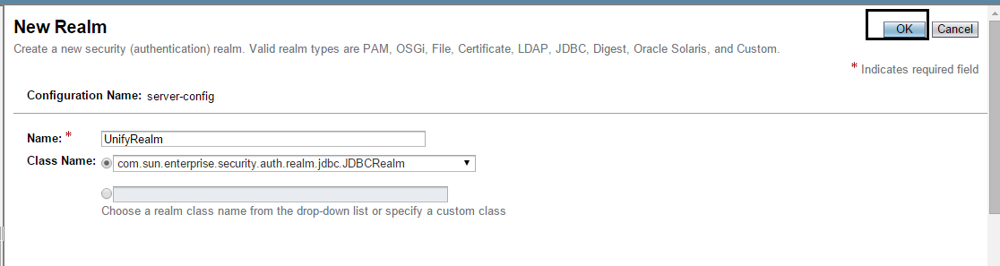 New Realm
OK
Cancel
Create a new security (authentication) realm. Valid realm types are PAM, OSGi, File, Certificate, LDAP, JDBC, Digest, Oracle Solaris, and Custom.
* Indicates required field
Configuration Name: server-config
Name: * UnifyRealm
Class Name: com.sun.enterprise.security.auth.realm.jdbc.JDBCRealm
Choose a realm class name from the drop-down list or specify a custom class